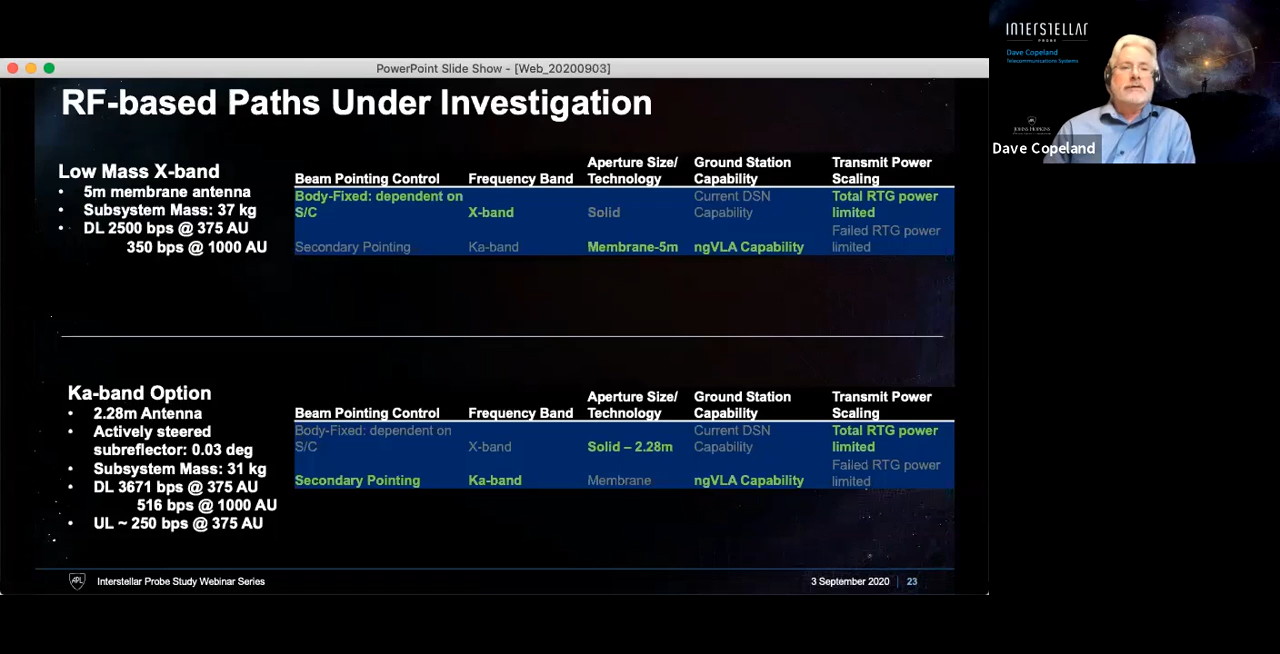 PowerPoint Slide Show - [Web_20200903]
RF-based Paths Under Investigation
Low Mass X-band
• 5m membrane antenna
• Subsystem Mass: 37 kg
• DL 2500 bps @ 375 AU
350 bps @ 1000 AU
Beam Pointing Control
Frequency Band
Aperture Size/
Technology
Ground Station
Capability
Transmit Power
Scaling
Body-Fixed: dependent on
S/C
X-band
Solid
Current DSN
Capability
Total RTG power
limited
Secondary Pointing
Ka-band
Membrane-5m
ngVLA Capability
Failed RTG power
limited
Ka-band Option
• 2.28m Antenna
• Actively steered
subreflector: 0.03 deg
• Subsystem Mass: 31 kg
• DL 3671 bps @ 375 AU
516 bps @ 1000 AU
• UL ~ 250 bps @ 375 AU
Beam Pointing Control
Frequency Band
Aperture Size/
Technology
Ground Station
Capability
Transmit Power
Scaling
Body-Fixed: dependent on
S/C
X-band
Solid – 2.28m
Current DSN
Capability
Total RTG power
limited
Secondary Pointing
Ka-band
Membrane
ngVLA Capability
Failed RTG power
limited
APL
Interstellar Probe Study Webinar Series
3 September 2020 | 23
INTERSTELLAR
PROBE
Dave Copeland
Telecommunications Systems
JOHNS HOPKINS
Dave Copeland